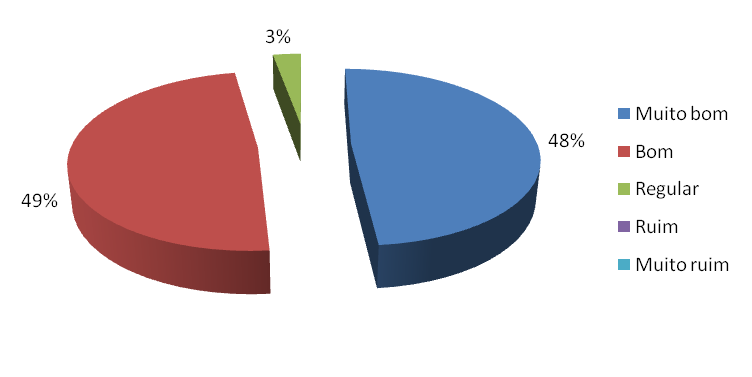 3%
48%
49%
Muito bom
Bom
Regular
Ruim
Muito ruim